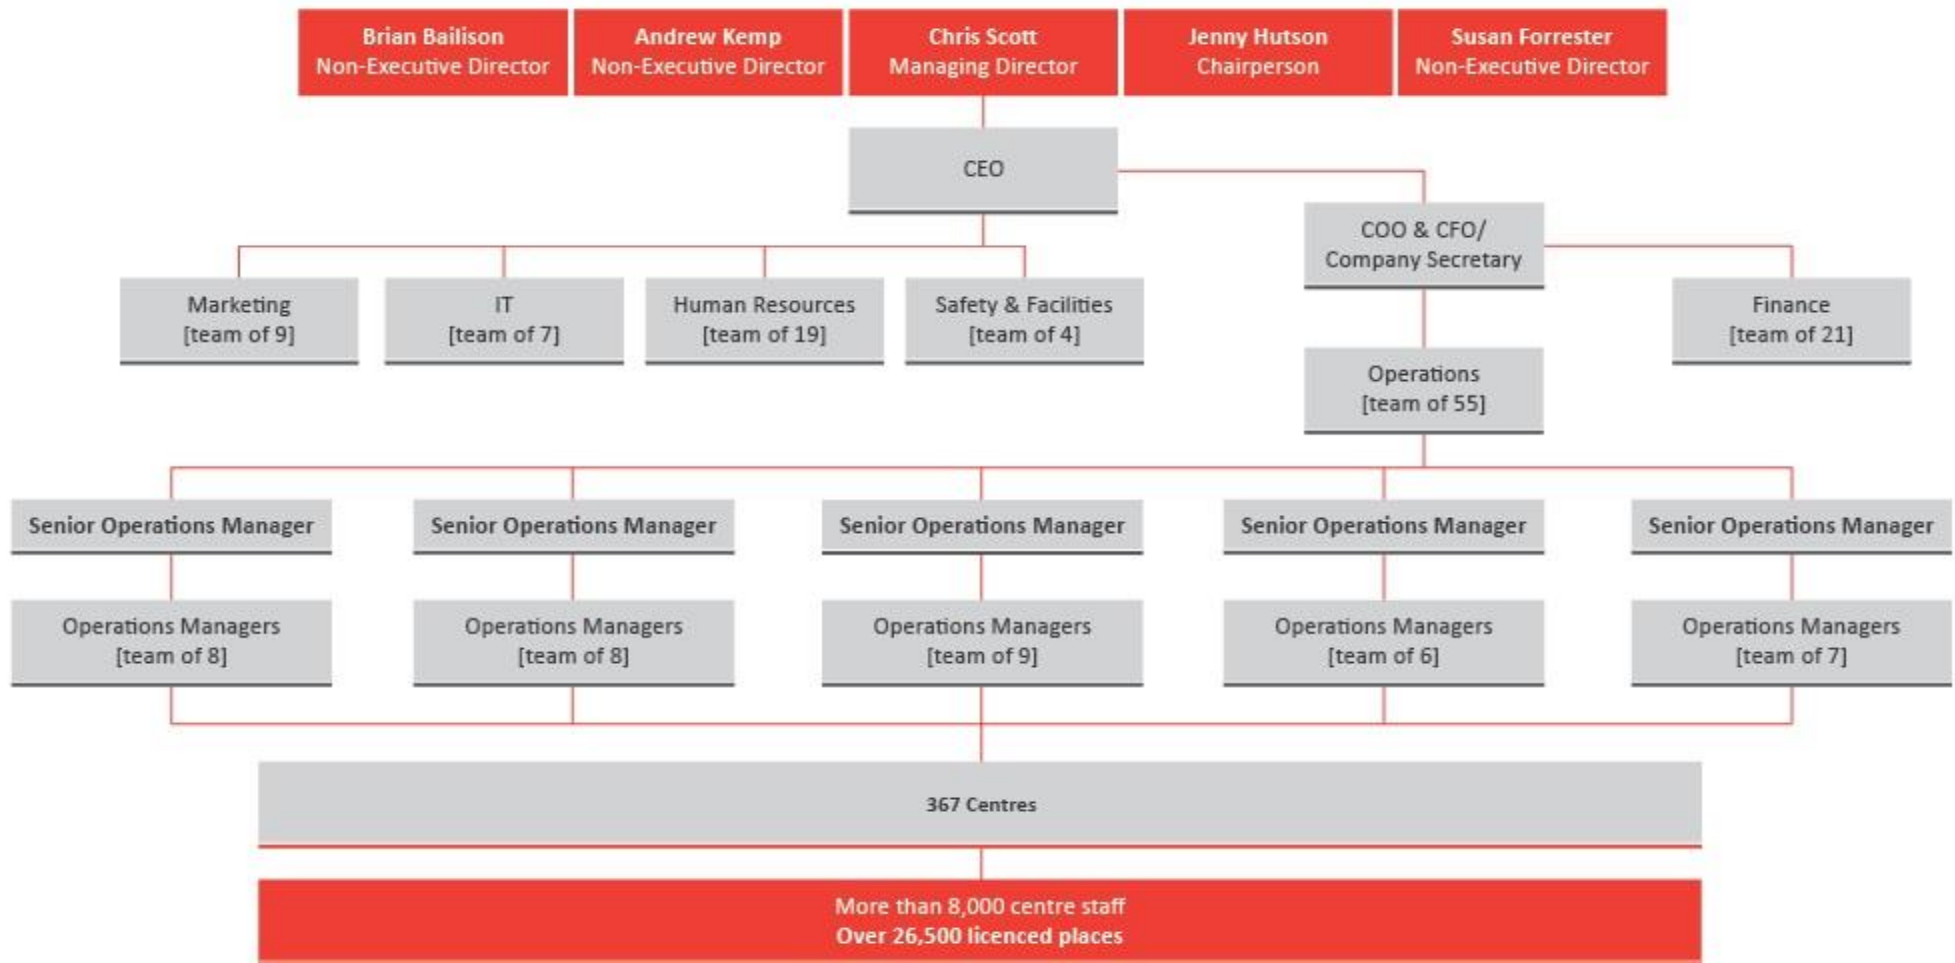 Brian Bailison
Non-Executive Director
Andrew Kemp
Non-Executive Director
Chris Scott
Managing Director
Jenny Hutson
Chairperson
Susan Forrester
Non-Executive Director
CEO
COO & CFO/
Company Secretary
Marketing
[team of 9]
IT
[team of 7]
Human Resources
[team of 19]
Safety & Facilities
[team of 4]
Finance
[team of 21]
Operations
[team of 55]
Senior Operations Manager
Senior Operations Manager
Senior Operations Manager
Senior Operations Manager
Senior Operations Manager
Operations Managers
[team of 8]
Operations Managers
[team of 8]
Operations Managers
[team of 9]
Operations Managers
[team of 6]
Operations Managers
[team of 7]
367 Centres
More than 8,000 centre staff
Over 26,500 licenced places